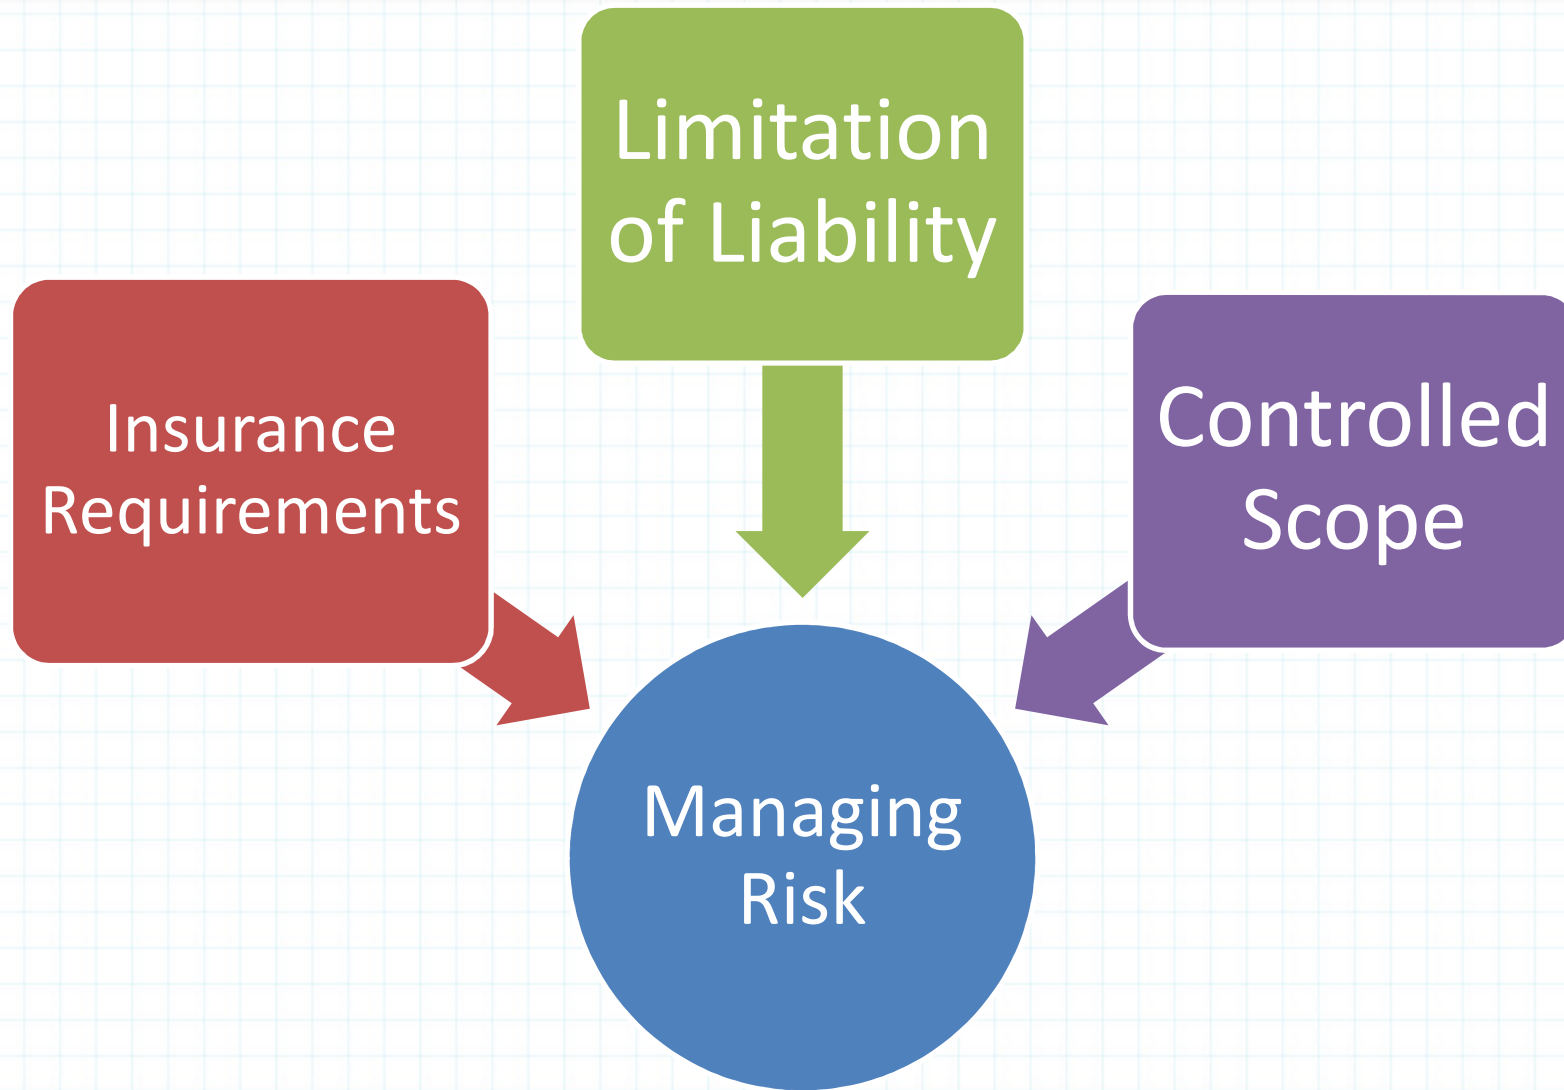 Limitation
of Liability
Insurance
Requirements
Controlled
Scope
Managing
Risk